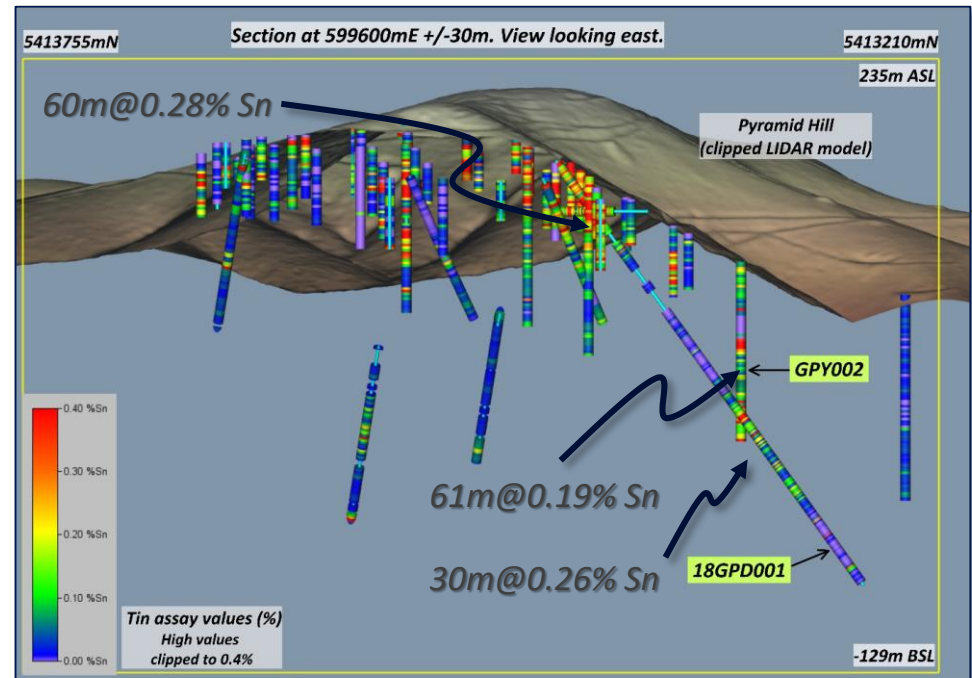 5413755mN
Section at 599600mE +/-30m. View looking east.
5413210mN
235m ASL
60m@0.28% Sn
Pyramid Hill
(clipped LIDAR model)
GPY002
0.40 %Sn
0.30 %Sn
0.20 %Sn
0.10 %Sn
0.00 %Sn
61m@0.19% Sn
30m@0.26% Sn
18GPD001
Tin assay values (%)
High values
clipped to 0.4%
-129m BSL